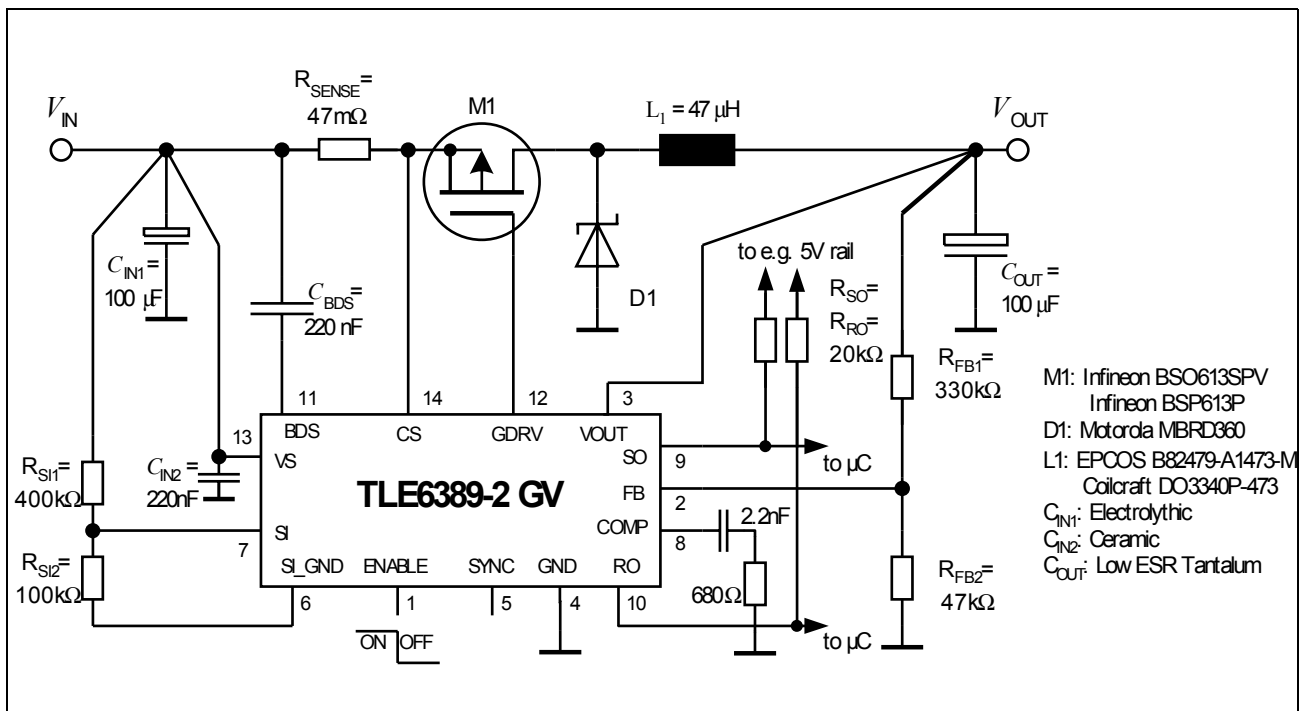 R_SENSE=
47mΩ
M1
L₁ = 47 µH
V_IN
V_OUT
C_IN1=
100 µF
C_BDS=
220 nF
D1
to e.g. 5V rail
R_SO=
R_RO=
20kΩ
C_OUT=
100 µF
R_FB1=
330kΩ
M1: Infineon BSO613SPV
Infineon BSP613P
D1: Motorola MBRD360
L1: EPCOS B82479-A1473-M
Coilcraft DO3340P-473
C_IN1: Electrolythic
C_IN2: Ceramic
C_OUT: Low ESR Tantalum
11
14
12
3
13
BDS
CS
GDRV
VOUT
VS
SO
9
to µC
R_SI1=
400kΩ
C_IN2=
220nF
TLE6389-2 GV
FB
2
COMP
8
2.2nF
SI
7
R_SI2=
100kΩ
SI_GND
ENABLE
SYNC
GND
RO
6
1
5
4
10
680Ω
R_FB2=
47kΩ
ON
OFF
to µC